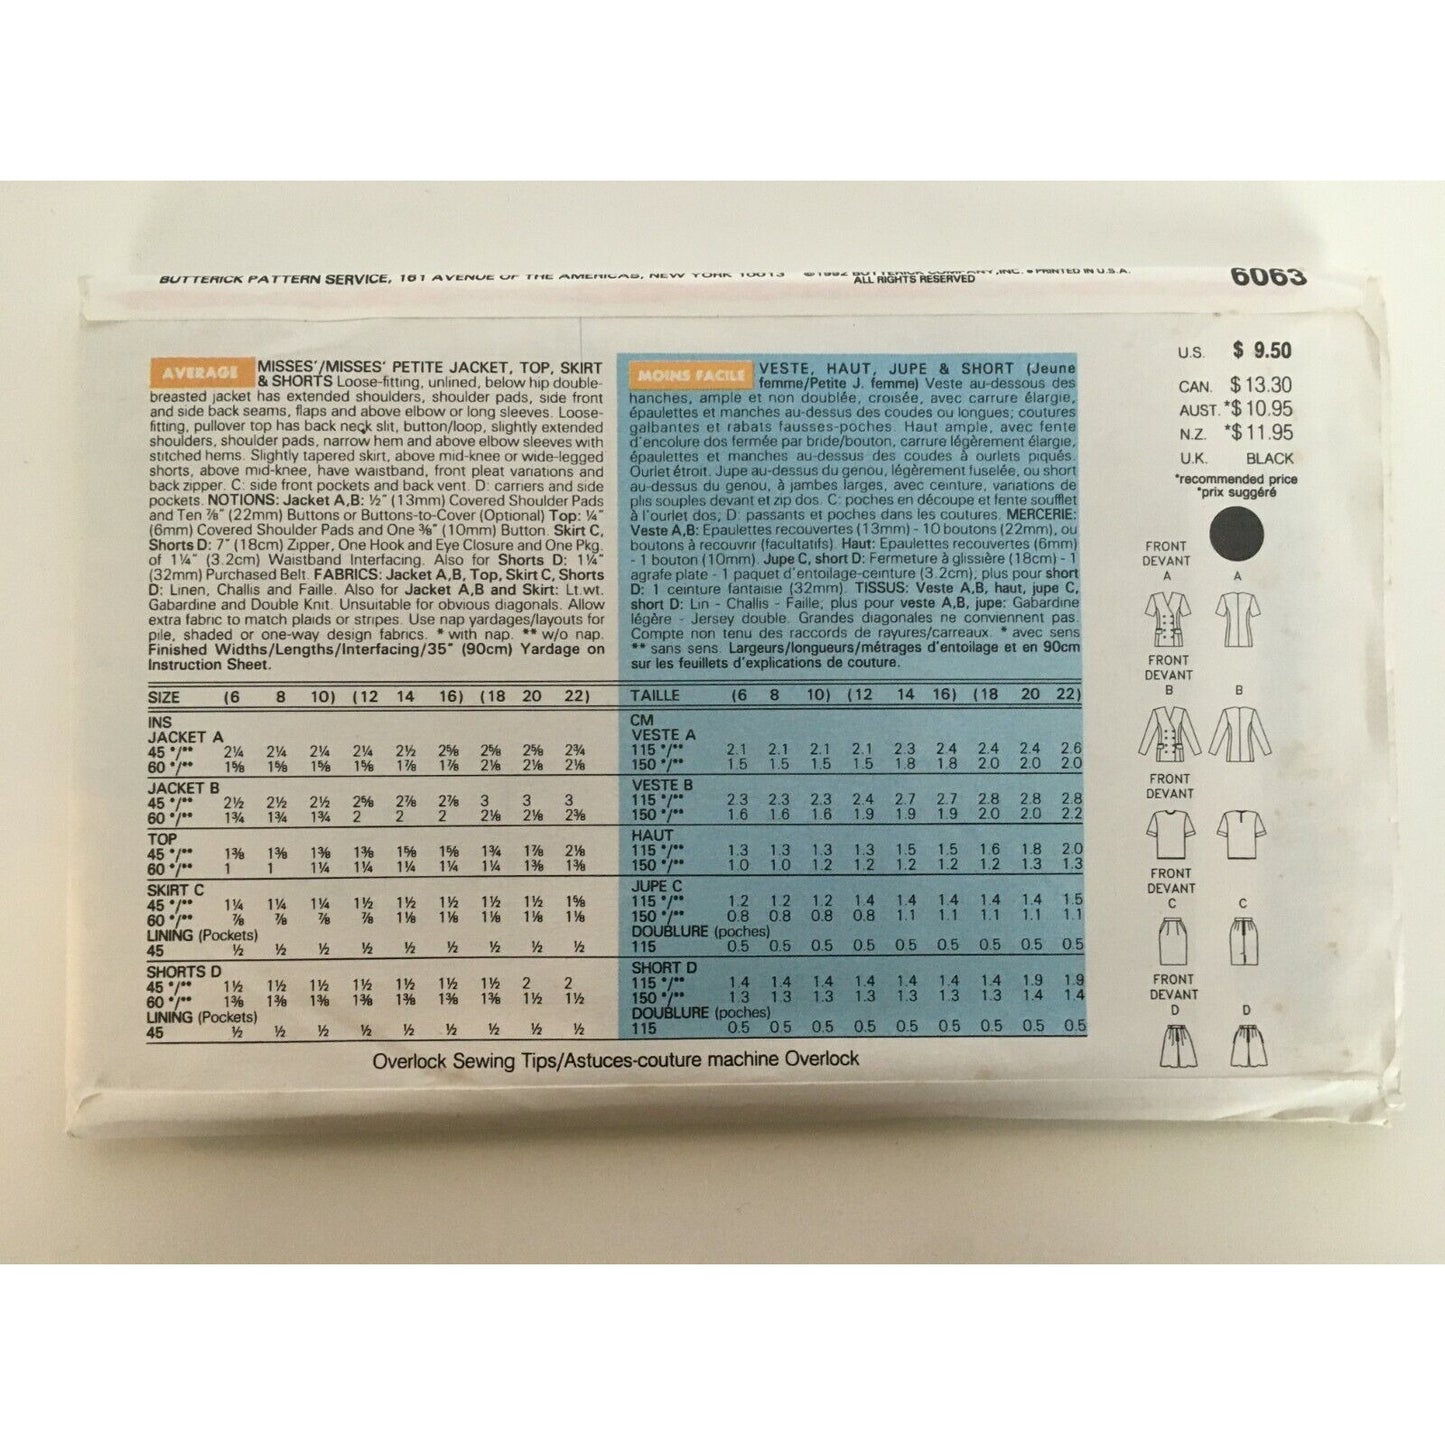 BUTTERICK PATTERN SERVICE, 161 AVENUE OF THE AMERICAS, NEW YORK 10013 ©1992 BUTTERICK COMPANY, INC. • PRINTED IN U.S.A.
ALL RIGHTS RESERVED
6063
AVERAGE MISSES'/MISSES' PETITE JACKET, TOP, SKIRT
& SHORTS Loose-fitting, unlined, below hip double-
breasted jacket has extended shoulders, shoulder pads, side front
and side back seams, flaps and above elbow or long sleeves. Loose-
fitting, pullover top has back neck slit, button/loop, slightly extended
shoulders, shoulder pads, narrow hem and above elbow sleeves with
stitched hems. Slightly tapered skirt, above mid-knee or wide-legged
shorts, above mid-knee, have waistband, front pleat variations and
back zipper. C: side front pockets and back vent. D: carriers and side
pockets. NOTIONS: Jacket A,B: ½" (13mm) Covered Shoulder Pads
and Ten ⅞" (22mm) Buttons or Buttons-to-Cover (Optional) Top: ¼"
(6mm) Covered Shoulder Pads and One ⅜" (10mm) Button. Skirt C,
Shorts D: 7" (18cm) Zipper, One Hook and Eye Closure and One Pkg.
of 1¼" (3.2cm) Waistband Interfacing. Also for Shorts D: 1¼"
(32mm) Purchased Belt. FABRICS: Jacket A,B, Top, Skirt C, Shorts
D: Linen, Challis and Faille. Also for Jacket A,B and Skirt: Lt.wt.
Gabardine and Double Knit. Unsuitable for obvious diagonals. Allow
extra fabric to match plaids or stripes. Use nap yardages/layouts for
pile, shaded or one-way design fabrics. * with nap. ** w/o nap.
Finished Widths/Lengths/Interfacing/35" (90cm) Yardage on
Instruction Sheet.
SIZE (6 8 10) (12 14 16) (18 20 22)
INS
JACKET A
45 */** 2¼ 2¼ 2¼ 2¼ 2½ 2⅝ 2⅝ 2⅝ 2¾
60 */** 1⅝ 1⅝ 1⅝ 1⅝ 1⅞ 1⅞ 2⅛ 2⅛ 2⅛
JACKET B
45 */** 2½ 2½ 2½ 2⅝ 2⅞ 2⅞ 3 3 3
60 */** 1¾ 1¾ 1¾ 2 2 2 2⅛ 2⅛ 2⅜
TOP
45 */** 1⅜ 1⅜ 1⅜ 1⅜ 1⅝ 1⅝ 1¾ 1⅞ 2⅛
60 */** 1 1 1¼ 1¼ 1¼ 1¼ 1¼ 1⅜ 1⅜
SKIRT C
45 */** 1¼ 1¼ 1¼ 1½ 1½ 1½ 1½ 1½ 1⅝
60 */** ⅞ ⅞ ⅞ ⅞ 1⅛ 1⅛ 1⅛ 1⅛ 1⅛
LINING (Pockets)
45 ½ ½ ½ ½ ½ ½ ½ ½ ½
SHORTS D
45 */** 1½ 1½ 1½ 1½ 1½ 1½ 1½ 2 2
60 */** 1⅜ 1⅜ 1⅜ 1⅜ 1⅜ 1⅜ 1⅜ 1½ 1½
LINING (Pockets)
45 ½ ½ ½ ½ ½ ½ ½ ½ ½
MOINS FACILE VESTE, HAUT, JUPE & SHORT (Jeune
femme/Petite J. femme) Veste au-dessous des
hanches, ample et non doublée, croisée, avec carrure élargie,
épaulettes et manches au-dessus des coudes ou longues; coutures
galbantes et rabats fausses-poches. Haut ample, avec fente
d'encolure dos fermée par bride/bouton, carrure légèrement élargie,
épaulettes et manches au-dessus des coudes à ourlets piqués.
Ourlet étroit. Jupe au-dessus du genou, légèrement fuselée, ou short
au-dessus du genou, à jambes larges, avec ceinture, variations de
plis souples devant et zip dos. C: poches en découpe et fente soufflet
à l'ourlet dos; D: passants et poches dans les coutures. MERCERIE:
Veste A,B: Epaulettes recouvertes (13mm) - 10 boutons (22mm), ou
boutons à recouvrir (facultatifs). Haut: Epaulettes recouvertes (6mm)
- 1 bouton (10mm). Jupe C, short D: Fermeture à glissière (18cm) - 1
agrafe plate - 1 paquet d'entoilage-ceinture (3.2cm); plus pour short
D: 1 ceinture fantaisie (32mm). TISSUS: Veste A,B, haut, jupe C,
short D: Lin - Challis - Faille; plus pour veste A,B, jupe: Gabardine
légère - Jersey double. Grandes diagonales ne conviennent pas.
Compte non tenu des raccords de rayures/carreaux. * avec sens
** sans sens. Largeurs/longueurs/métrages d'entoilage et en 90cm
sur les feuillets d'explications de couture.
TAILLE (6 8 10) (12 14 16) (18 20 22)
CM
VESTE A
115 */** 2.1 2.1 2.1 2.1 2.3 2.4 2.4 2.4 2.6
150 */** 1.5 1.5 1.5 1.5 1.8 1.8 2.0 2.0 2.0
VESTE B
115 */** 2.3 2.3 2.3 2.4 2.7 2.7 2.8 2.8 2.8
150 */** 1.6 1.6 1.6 1.9 1.9 1.9 2.0 2.0 2.2
HAUT
115 */** 1.3 1.3 1.3 1.3 1.5 1.5 1.6 1.8 2.0
150 */** 1.0 1.0 1.2 1.2 1.2 1.2 1.2 1.3 1.3
JUPE C
115 */** 1.2 1.2 1.2 1.4 1.4 1.4 1.4 1.4 1.5
150 */** 0.8 0.8 0.8 0.8 1.1 1.1 1.1 1.1 1.1
DOUBLURE (poches)
115 0.5 0.5 0.5 0.5 0.5 0.5 0.5 0.5 0.5
SHORT D
115 */** 1.4 1.4 1.4 1.4 1.4 1.4 1.4 1.9 1.9
150 */** 1.3 1.3 1.3 1.3 1.3 1.3 1.3 1.4 1.4
DOUBLURE (poches)
115 0.5 0.5 0.5 0.5 0.5 0.5 0.5 0.5 0.5
Overlock Sewing Tips/Astuces-couture machine Overlock
U.S. $ 9.50
CAN. $ 13.30
AUST. *$ 10.95
N.Z. *$ 11.95
U.K. BLACK
*recommended price
*prix suggéré
FRONT
DEVANT
A A
FRONT
DEVANT
B B
FRONT
DEVANT
FRONT
DEVANT
C C
FRONT
DEVANT
D D